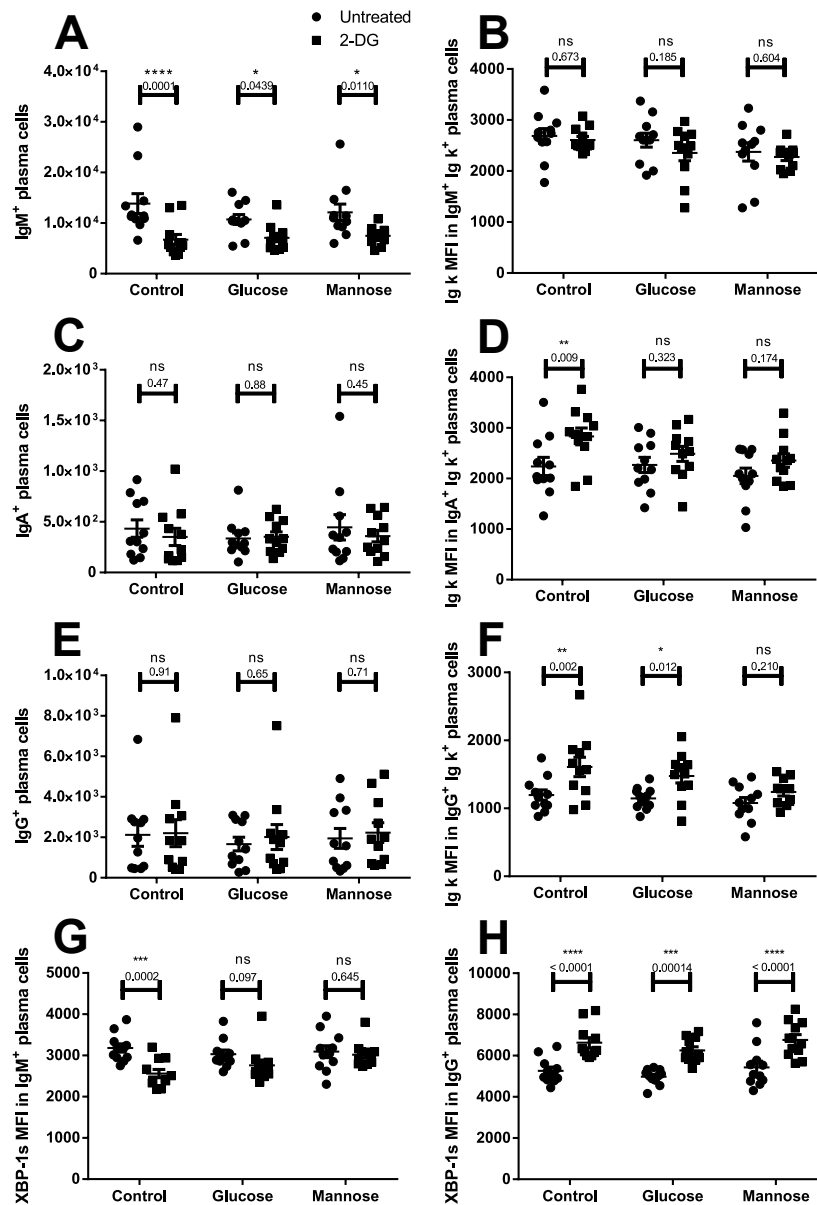 ● Untreated
■ 2-DG
A
IgM⁺ plasma cells
4.0×10⁴
3.0×10⁴
2.0×10⁴
1.0×10⁴
0
**** * *
0.0001 0.0439 0.0110
Control Glucose Mannose
B
Ig k MFI in IgM⁺ Ig k⁺ plasma cells
4000
3000
2000
1000
0
ns ns ns
0.673 0.185 0.604
Control Glucose Mannose
C
IgA⁺ plasma cells
2.0×10³
1.5×10³
1.0×10³
5.0×10²
0
ns ns ns
0.47 0.88 0.45
Control Glucose Mannose
D
Ig k MFI in IgA⁺ Ig k⁺ plasma cells
4000
3000
2000
1000
0
** ns ns
0.009 0.323 0.174
Control Glucose Mannose
E
IgG⁺ plasma cells
1.0×10⁴
8.0×10³
6.0×10³
4.0×10³
2.0×10³
0
ns ns ns
0.91 0.65 0.71
Control Glucose Mannose
F
Ig k MFI in IgG⁺ Ig k⁺ plasma cells
3000
2000
1000
0
** * ns
0.002 0.012 0.210
Control Glucose Mannose
G
XBP-1s MFI in IgM⁺ plasma cells
5000
4000
3000
2000
1000
0
*** ns ns
0.0002 0.097 0.645
Control Glucose Mannose
H
XBP-1s MFI in IgG⁺ plasma cells
10000
8000
6000
4000
2000
0
**** *** ****
< 0.0001 0.00014 < 0.0001
Control Glucose Mannose